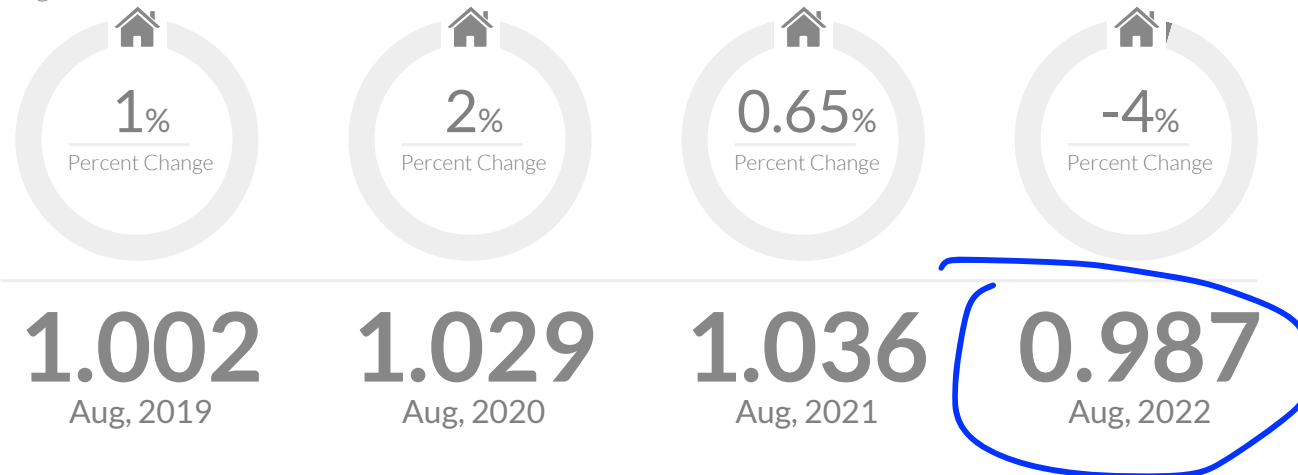 1%
Percent Change
2%
Percent Change
0.65%
Percent Change
-4%
Percent Change
1.002
Aug, 2019
1.029
Aug, 2020
1.036
Aug, 2021
0.987
Aug, 2022